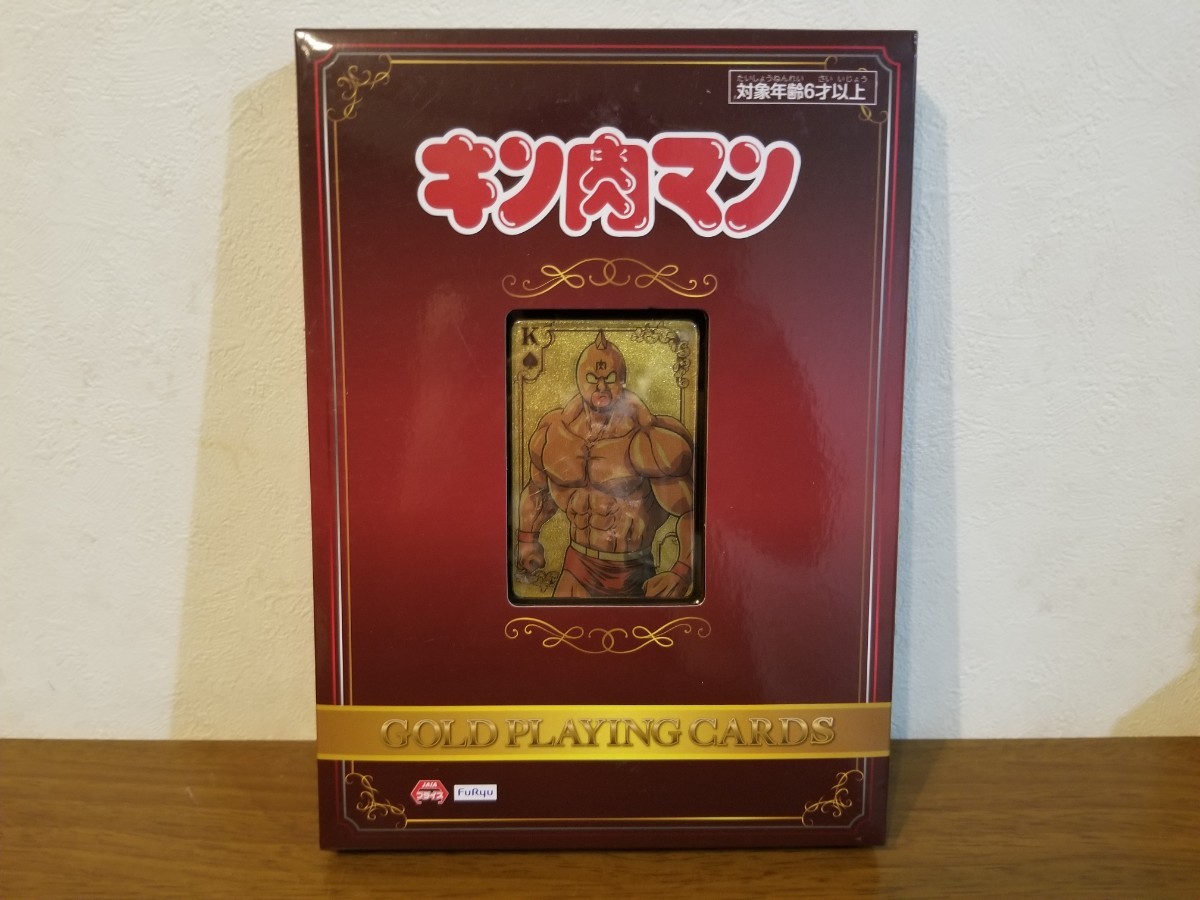 たいしょうねんれい さい いじょう
対象年齢6才以上
キン肉マン
にく
K
肉
GOLD PLAYING CARDS
JAIA
プライズ
FuRyu